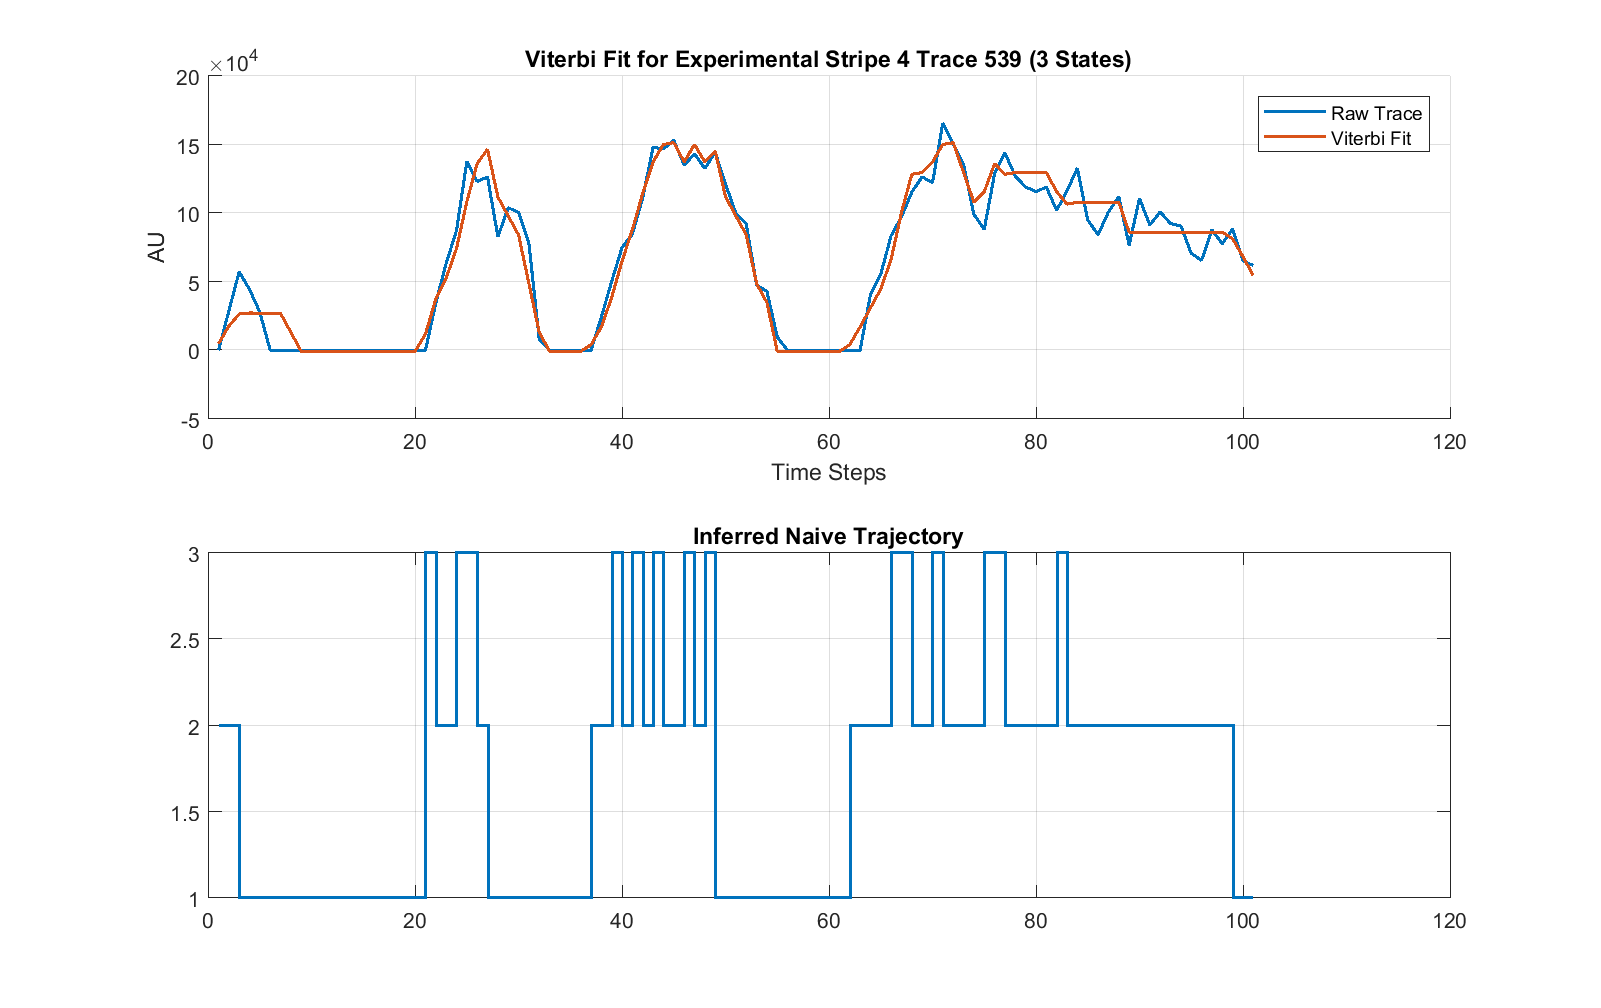 Viterbi Fit for Experimental Stripe 4 Trace 539 (3 States)
×10^4
20
15
10
5
0
-5
AU
Raw Trace
Viterbi Fit
0 20 40 60 80 100 120
Time Steps
Inferred Naive Trajectory
3
2.5
2
1.5
1
0 20 40 60 80 100 120